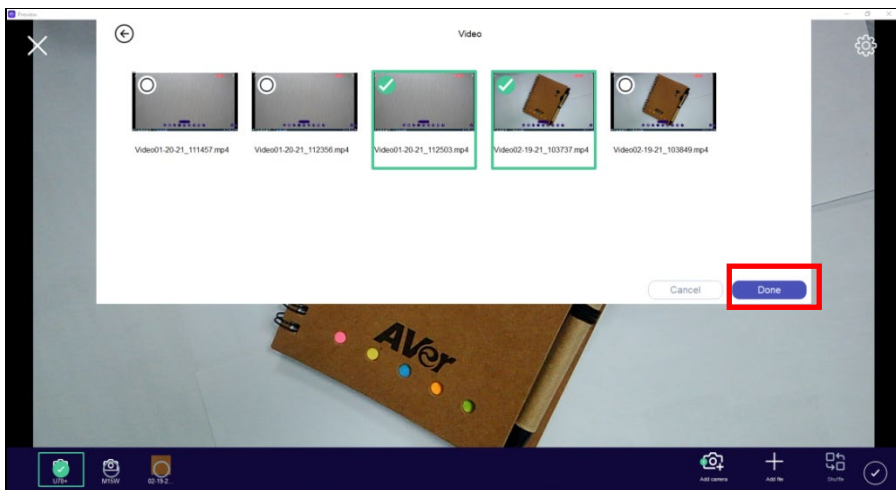 Preview
Video
Video01-20-21_111457.mp4
Video01-20-21_112356.mp4
Video01-20-21_112503.mp4
Video02-19-21_103737.mp4
Video02-19-21_103849.mp4
Cancel
Done
AVer
U70+
M15W
02-19-2...
Add camera
Add file
Shuffle